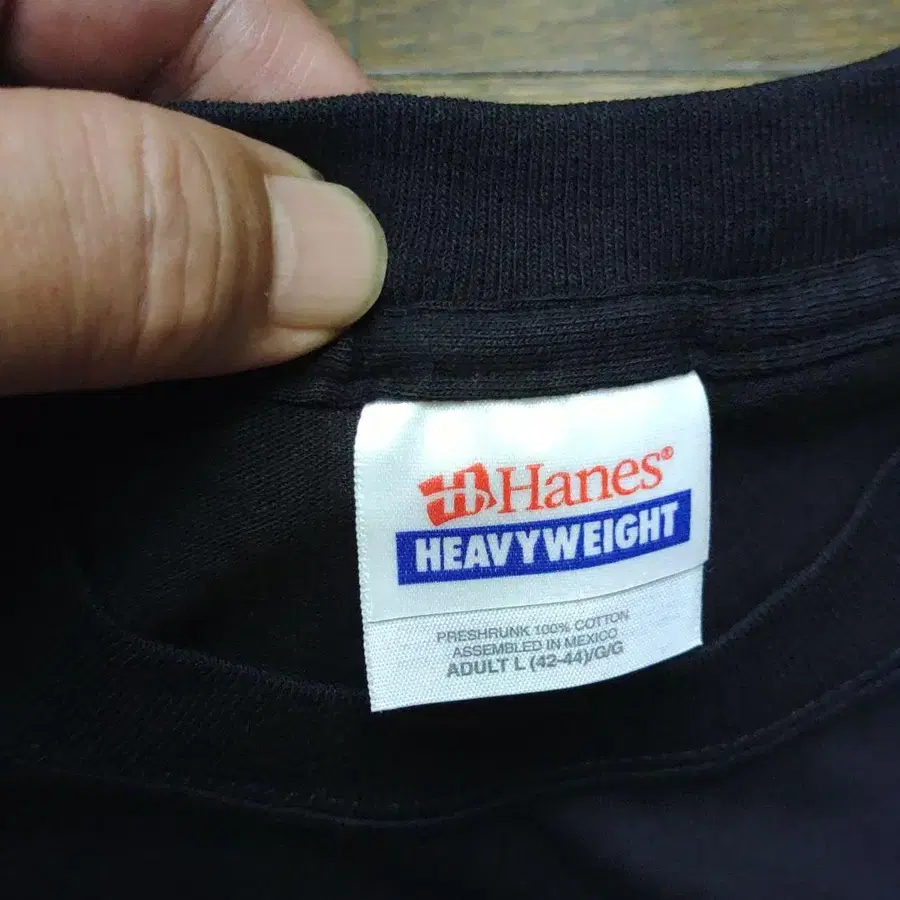 Hanes®
HEAVYWEIGHT
PRESHRUNK 100% COTTON
ASSEMBLED IN MEXICO
ADULT L (42-44)/G/G